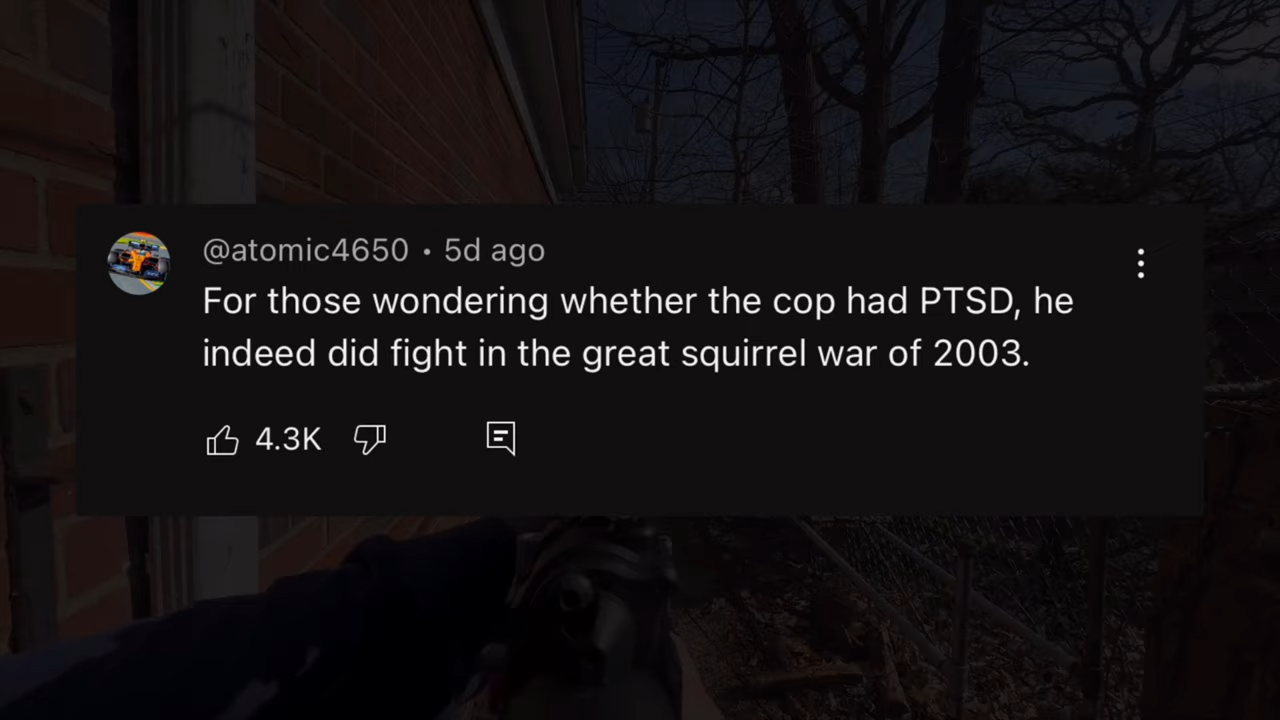 @atomic4650 • 5d ago
For those wondering whether the cop had PTSD, he
indeed did fight in the great squirrel war of 2003.
4.3K